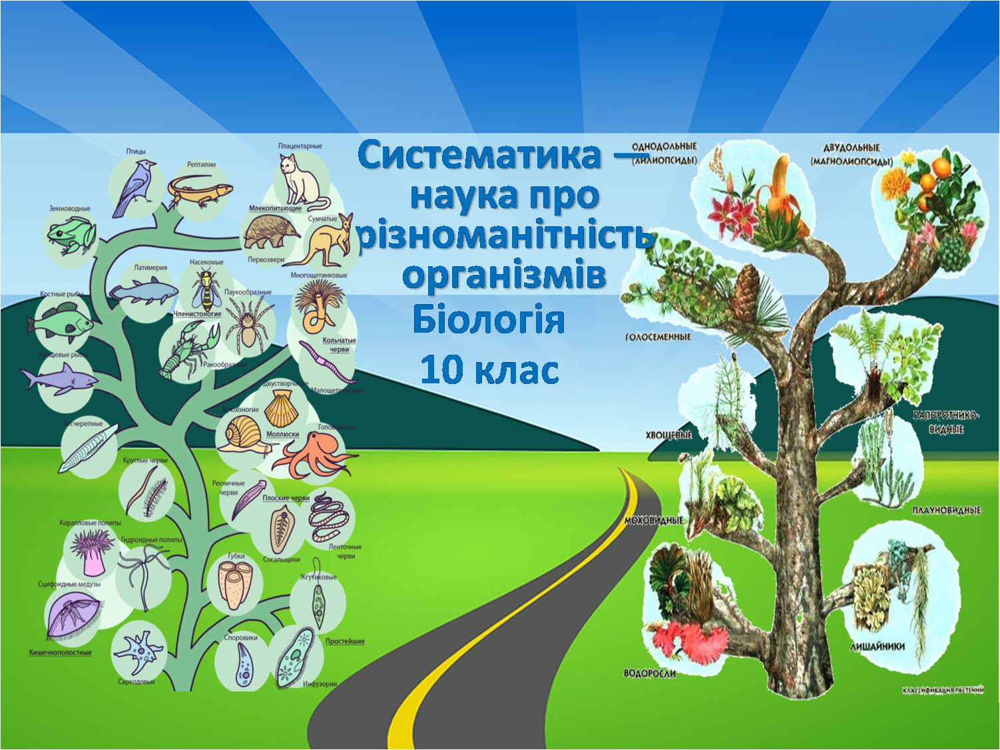 Систематика —
наука про
різноманітність
організмів
Біологія
10 клас
Плацентарные
Птицы
Рептилии
Земноводные
Млекопитающие
Сумчатые
Первозвери
Насекомые
Латимерия
Многощетинковые
Костные рыбы
Паукообразные
Членистоногие
Кольчатые
черви
Хрящевые рыбы
Ракообразные
Двустворчатые
Малощетинковые
Брюхоногие
Бесчерепные
Головоногие
Моллюски
Круглые черви
Ресничные
черви
Плоские черви
Коралловые полипы
Гидроидные полипы
Ленточные
черви
Губки
Сосальщики
Жгутиковые
Сцифоидные медузы
Споровики
Простейшие
Кишечнополостные
Саркодовые
Инфузории
ОДНОДОЛЬНЫЕ
(ЛИЛИОПСИДЫ)
ДВУДОЛЬНЫЕ
(МАГНОЛИОПСИДЫ)
ГОЛОСЕМЕННЫЕ
ПАПОРОТНИКО-
ВИДНЫЕ
ХВОЩЕВЫЕ
ПЛАУНОВИДНЫЕ
МОХОВИДНЫЕ
ЛИШАЙНИКИ
ВОДОРОСЛИ
КЛАССИФИКАЦИЯ РАСТЕНИЙ